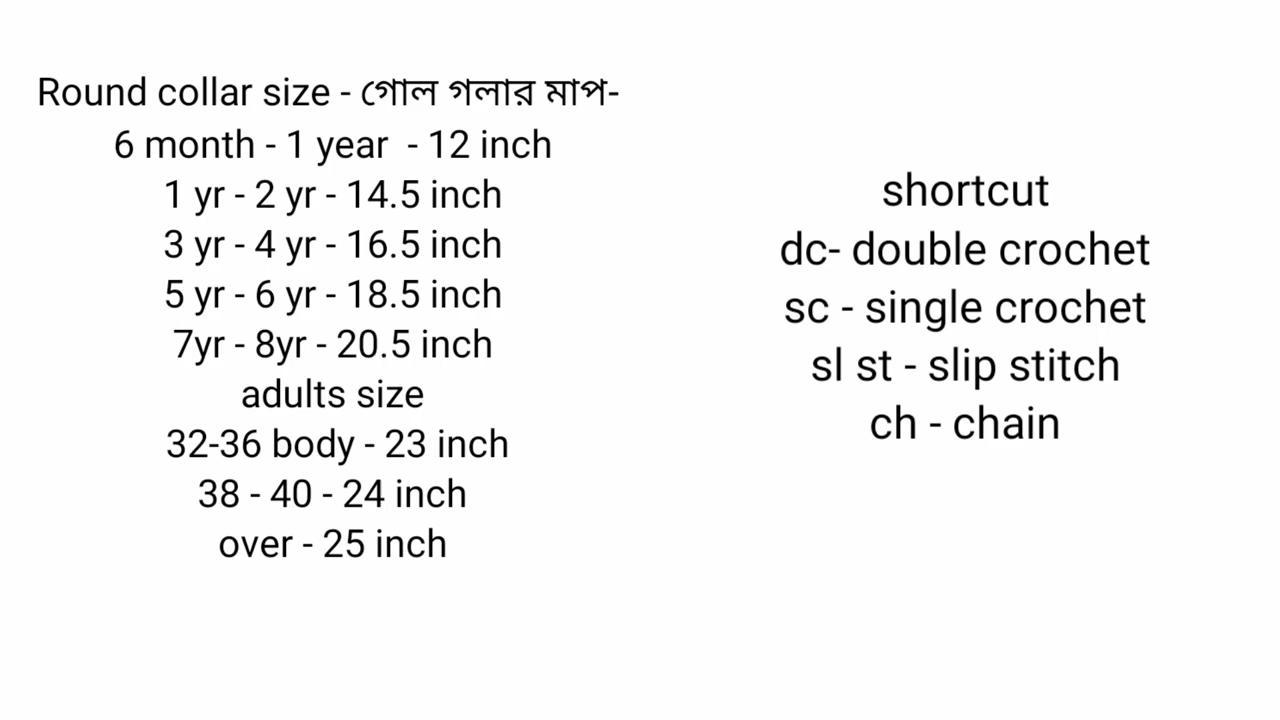 Round collar size - গোল গলার মাপ-
6 month - 1 year - 12 inch
1 yr - 2 yr - 14.5 inch
3 yr - 4 yr - 16.5 inch
5 yr - 6 yr - 18.5 inch
7yr - 8yr - 20.5 inch
adults size
32-36 body - 23 inch
38 - 40 - 24 inch
over - 25 inch
shortcut
dc- double crochet
sc - single crochet
sl st - slip stitch
ch - chain